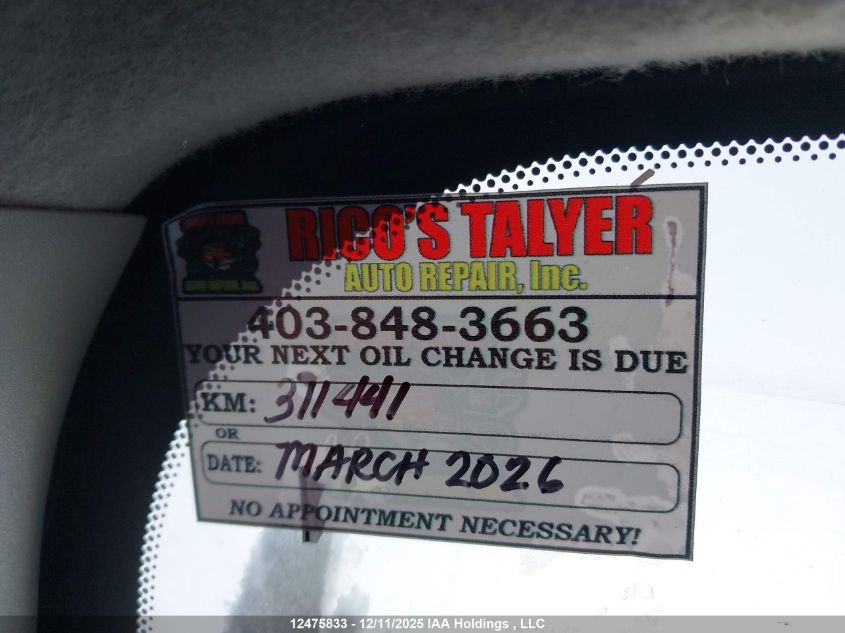 RICO'S TALYER
AUTO REPAIR, Inc.
403-848-3663
YOUR NEXT OIL CHANGE IS DUE
KM: 311441
OR
DATE: MARCH 2026
NO APPOINTMENT NECESSARY!
12475833 - 12/11/2025 IAA Holdings , LLC